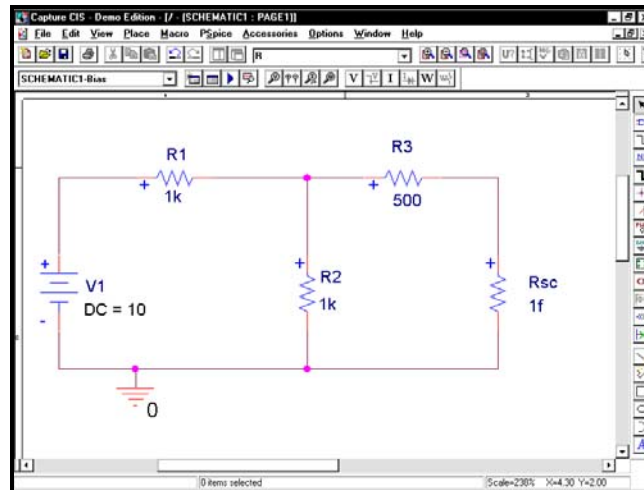 Capture CIS - Demo Edition - [/ - (SCHEMATIC1 : PAGE1)]
File Edit View Place Macro PSpice Accessories Options Window Help
R
U?
SCHEMATIC1-Bias
V I W
R1
1k
R3
500
+
+
+
V1
DC = 10
-
+
R2
1k
+
Rsc
1f
0
0 items selected
Scale=238% X=4.30 Y=2.00